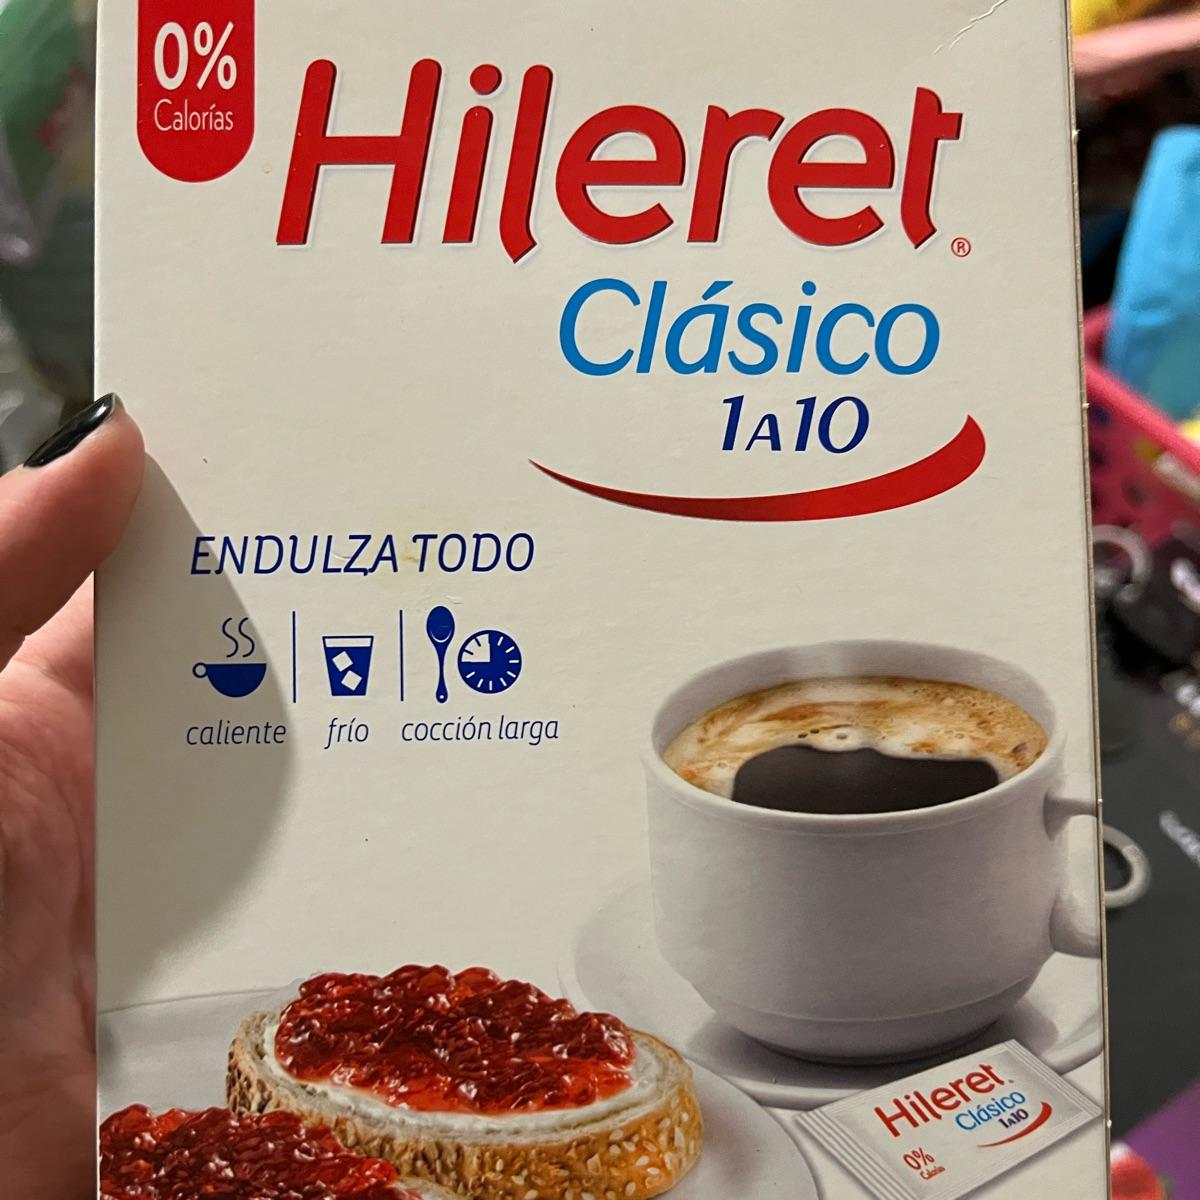 0%
Calorías
Hileret®
Clásico
1A10
ENDULZA TODO
caliente
frío
cocción larga
Hileret
Clásico
1A10
0%
Calorías